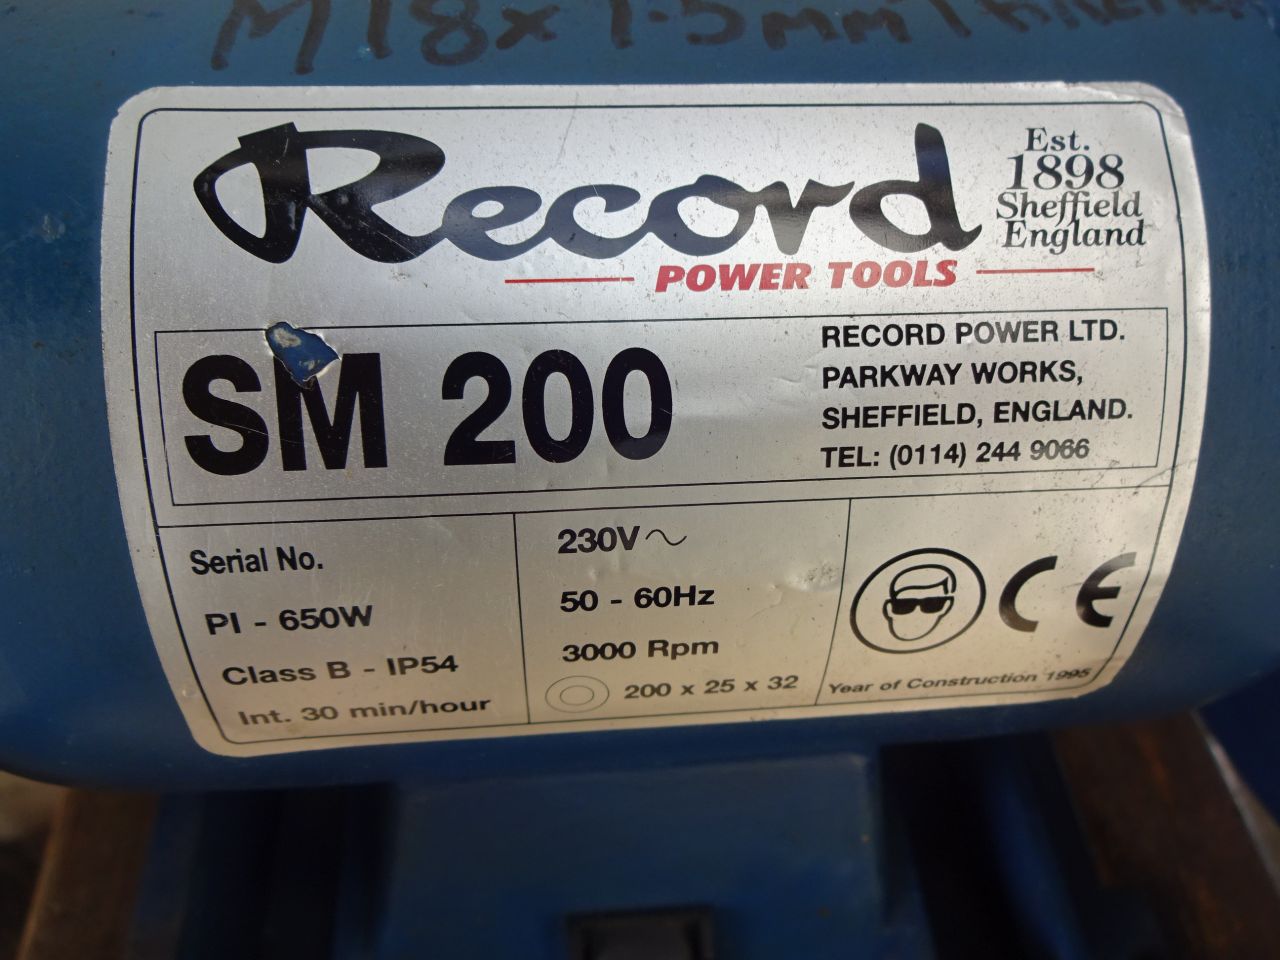 M18x1.5mm
Record
POWER TOOLS
Est.
1898
Sheffield
England
SM 200
RECORD POWER LTD.
PARKWAY WORKS,
SHEFFIELD, ENGLAND.
TEL: (0114) 244 9066
Serial No.
PI - 650W
Class B - IP54
Int. 30 min/hour
230V ~
50 - 60Hz
3000 Rpm
200 x 25 x 32
CE
Year of Construction 1995